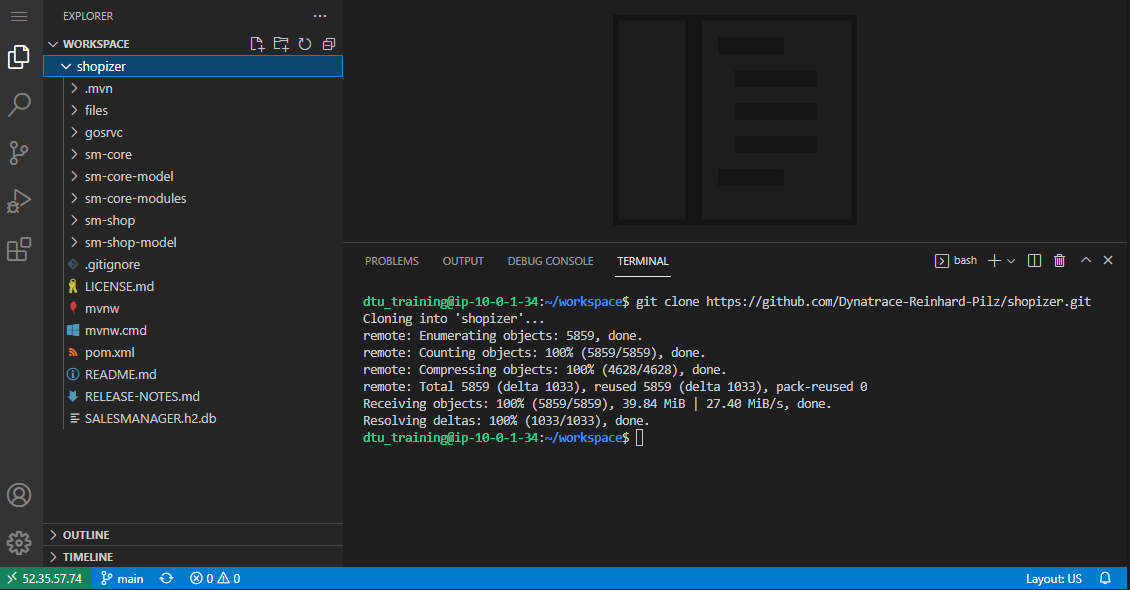 EXPLORER
WORKSPACE
shopizer
.mvn
files
gosrvc
sm-core
sm-core-model
sm-core-modules
sm-shop
sm-shop-model
.gitignore
LICENSE.md
mvnw
mvnw.cmd
pom.xml
README.md
RELEASE-NOTES.md
SALESMANAGER.h2.db
OUTLINE
TIMELINE
PROBLEMS OUTPUT DEBUG CONSOLE TERMINAL bash
dtu_training@ip-10-0-1-34:~/workspace$ git clone https://github.com/Dynatrace-Reinhard-Pilz/shopizer.git
Cloning into 'shopizer'...
remote: Enumerating objects: 5859, done.
remote: Counting objects: 100% (5859/5859), done.
remote: Compressing objects: 100% (4628/4628), done.
remote: Total 5859 (delta 1033), reused 5859 (delta 1033), pack-reused 0
Receiving objects: 100% (5859/5859), 39.84 MiB | 27.40 MiB/s, done.
Resolving deltas: 100% (1033/1033), done.
dtu_training@ip-10-0-1-34:~/workspace$
52.35.57.74 main 0 0 Layout: US